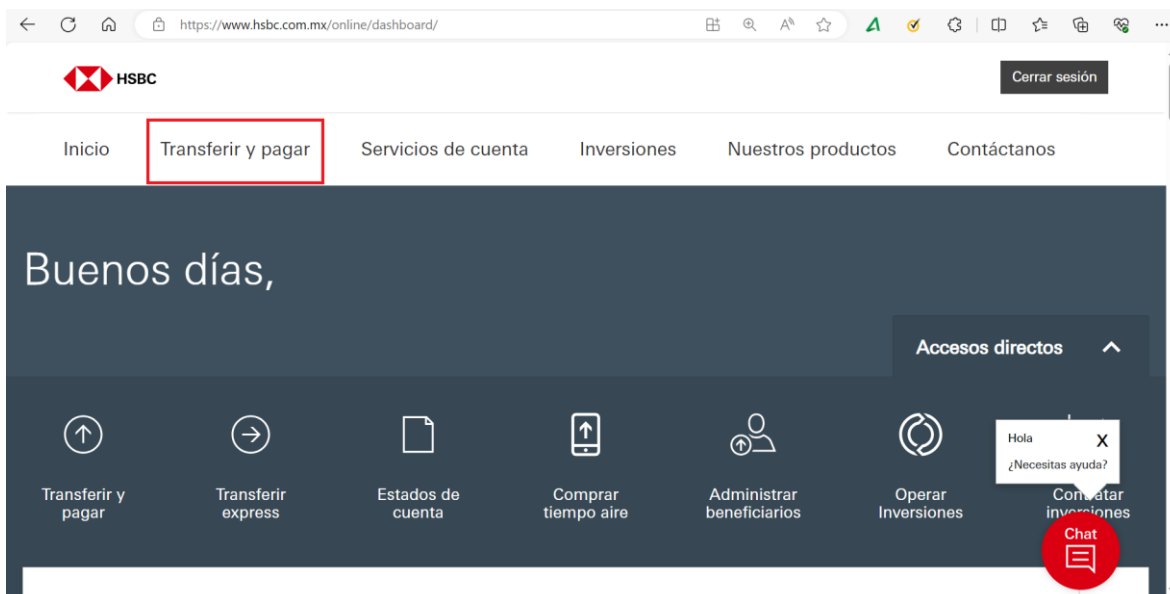 https://www.hsbc.com.mx/online/dashboard/
HSBC
Cerrar sesión
Inicio Transferir y pagar Servicios de cuenta Inversiones Nuestros productos Contáctanos
Buenos días,
Accesos directos
Hola X
¿Necesitas ayuda?
Transferir y
pagar
Transferir
express
Estados de
cuenta
Comprar
tiempo aire
Administrar
beneficiarios
Operar
Inversiones
Contratar
inversiones
Chat